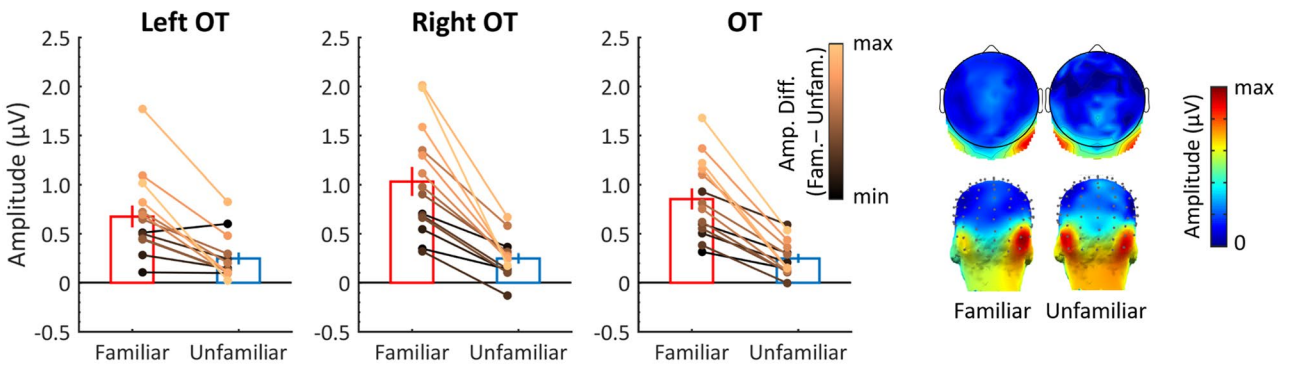 Left OT
Right OT
OT
Amplitude (µV)
2.5
2.0
1.5
1.0
0.5
0
-0.5
Familiar
Unfamiliar
2.5
2.0
1.5
1.0
0.5
0
-0.5
Familiar
Unfamiliar
2.5
2.0
1.5
1.0
0.5
0
-0.5
Familiar
Unfamiliar
Amp. Diff.
(Fam.– Unfam.)
max
min
Familiar
Unfamiliar
Amplitude (µV)
max
0